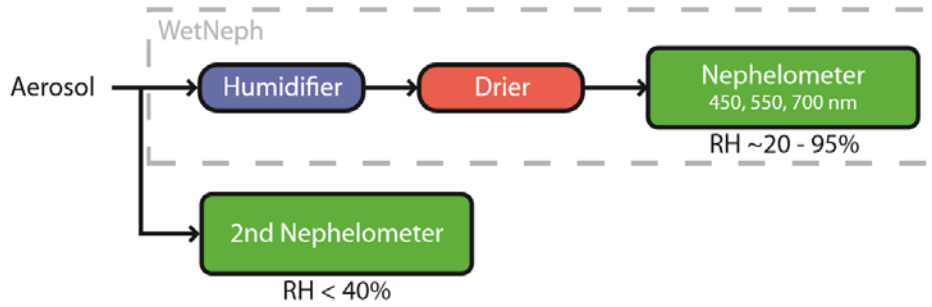 WetNeph
Aerosol
Humidifier
Drier
Nephelometer
450, 550, 700 nm
RH ~20 - 95%
2nd Nephelometer
RH < 40%